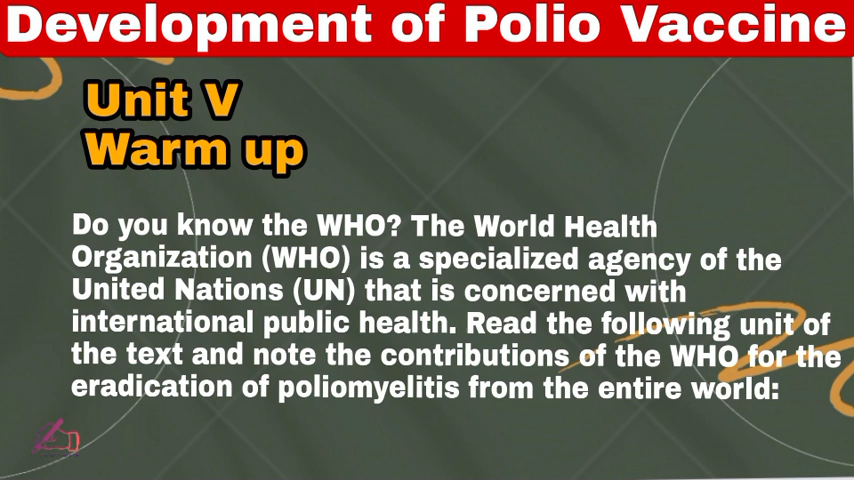 Development of Polio Vaccine
Unit V
Warm up
Do you know the WHO? The World Health
Organization (WHO) is a specialized agency of the
United Nations (UN) that is concerned with
international public health. Read the following unit of
the text and note the contributions of the WHO for the
eradication of poliomyelitis from the entire world: